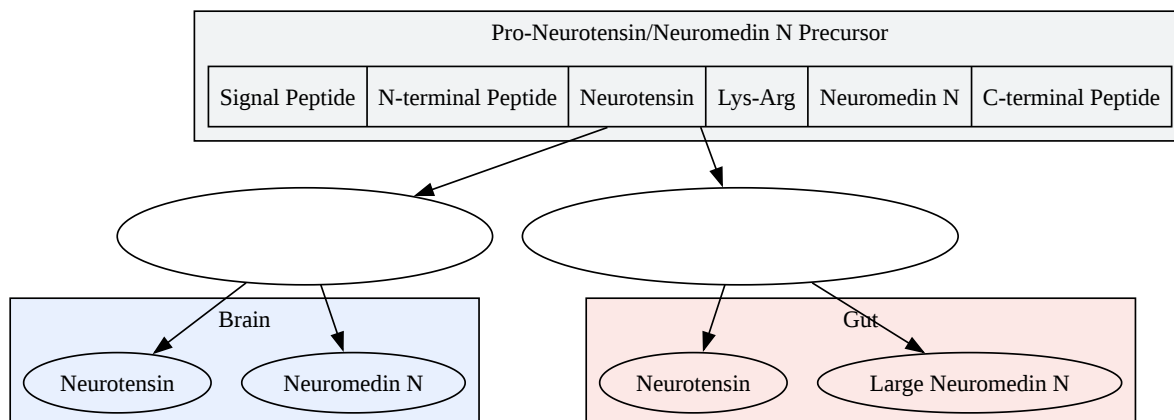 Pro-Neurotensin/Neuromedin N Precursor
Signal Peptide N-terminal Peptide Neurotensin Lys-Arg Neuromedin N C-terminal Peptide
Brain Gut
Neurotensin Neuromedin N Neurotensin Large Neuromedin N